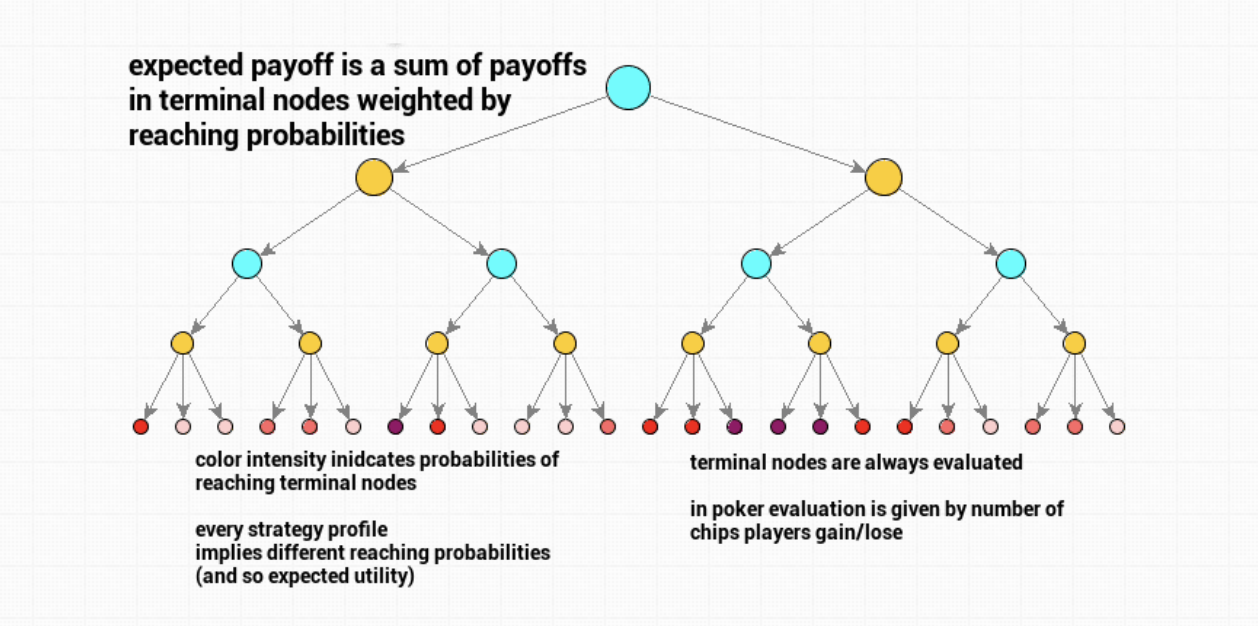 expected payoff is a sum of payoffs
in terminal nodes weighted by
reaching probabilities
color intensity inidcates probabilities of
reaching terminal nodes
every strategy profile
implies different reaching probabilities
(and so expected utility)
terminal nodes are always evaluated
in poker evaluation is given by number of
chips players gain/lose